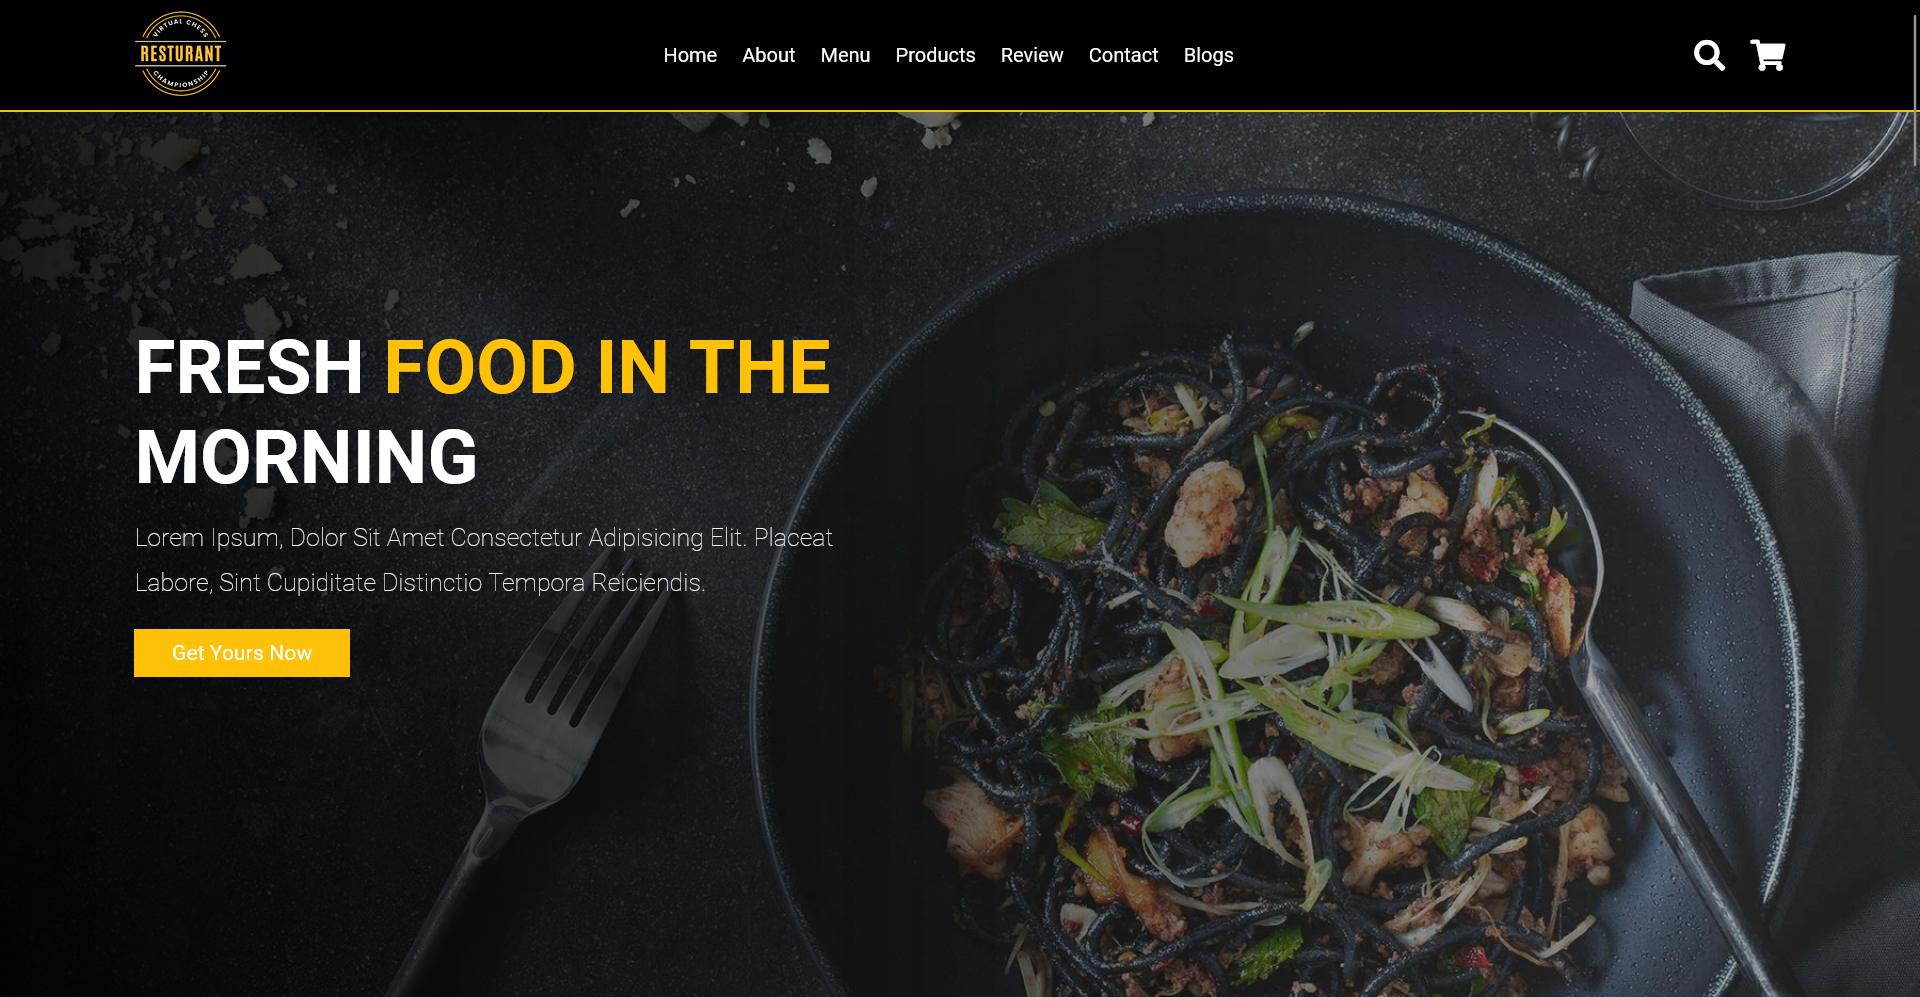 VIRTUAL CHESS
RESTURANT
CHAMPIONSHIP
Home About Menu Products Review Contact Blogs
FRESH FOOD IN THE
MORNING
Lorem Ipsum, Dolor Sit Amet Consectetur Adipisicing Elit. Placeat
Labore, Sint Cupiditate Distinctio Tempora Reiciendis.
Get Yours Now